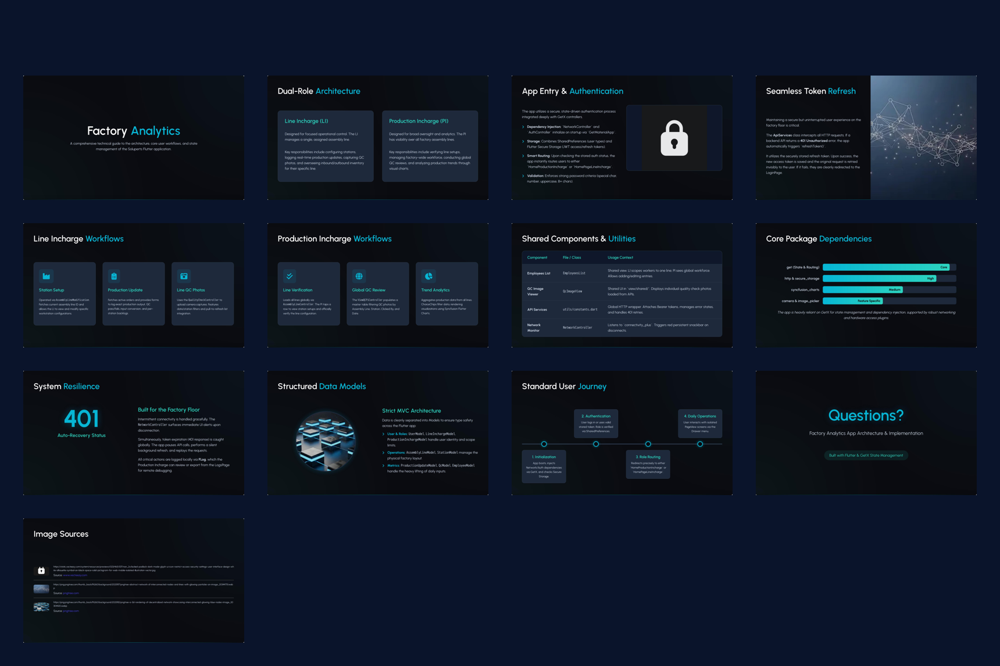 Factory Analytics
A comprehensive technical guide to the architecture, core user workflows, and state
management of the Soluperts Flutter application.
Dual-Role Architecture
Line Incharge (LI)
Designed for focused operational control. The LI
manages a single, assigned assembly line.
Key responsibilities include configuring stations,
logging real-time production updates, capturing QC
photos, and overseeing inbound/outbound inventory
for their specific line.
Production Incharge (PI)
Designed for broad oversight and analytics. The PI
has visibility over all factory assembly lines.
Key responsibilities include verifying line setups,
managing factory-wide workforce, conducting global
QC reviews, and analyzing production trends through
visual charts.
App Entry & Authentication
The app utilizes a secure, state-driven authentication process
integrated deeply with GetX controllers.
Dependency Injection: `NetworkController` and
`AuthController` initialize on startup via `GetMaterialApp`.
Storage: Combines SharedPreferences (user types) and
Flutter Secure Storage (JWT access/refresh tokens).
Smart Routing: Upon checking the stored auth status, the
app instantly routes users to either
`HomeProductionIncharge` or `HomePageLineIncharge`.
Validation: Enforces strong password criteria (special char,
number, uppercase, 8+ chars).
Seamless Token Refresh
Maintaining a secure but uninterrupted user experience on the
factory floor is critical.
The ApiServices class intercepts all HTTP requests. If a
backend API returns a 401 Unauthorized error, the app
automatically triggers `refreshToken()`.
It utilizes the securely stored refresh token. Upon success, the
new access token is saved and the original request is retried
invisibly to the user. If it fails, they are cleanly redirected to the
LoginPage.
Line Incharge Workflows
Station Setup
Operated via AssemblyLineModification
Fetches current assembly line ID and
allows the LI to view and modify specific
workstation configurations.
Production Update
Fetches active orders and provides forms
to log exact production output, QC
pass/fails, input conversion, and per-
station backlogs.
Line QC Photos
Uses the QualityCheckController to
upload camera captures. Features
date/station filters and pull-to-refresh list
integration.
Production Incharge Workflows
Line Verification
Loads all lines globally via
AssemblyLineController. The PI taps a
row to view station setups and officially
verify the line configuration.
Global QC Review
The ViewQCPIController populates a
master table filtering QC photos by
Assembly Line, Station, Clicked By, and
Date.
Trend Analytics
Aggregates production data from all lines.
ChoiceChips filter data, rendering
visualizations using Syncfusion Flutter
Charts.
Shared Components & Utilities
Component File / Class Usage Context
Employees List EmployeesList Shared view. LI scopes workers to one line; PI sees global workforce.
Allows adding/editing entries.
QC Image
Viewer QcImageView Shared UI in `view/shared/`. Displays individual quality check photos
loaded from APIs.
API Services utils/constants.dart Global HTTP wrapper. Attaches Bearer tokens, manages error states,
and handles 401 retries.
Network
Monitor NetworkController Listens to `connectivity_plus`. Triggers red persistent snackbar on
disconnects.
Core Package Dependencies
get (State & Routing) Core
http & secure_storage High
syncfusion_charts Medium
camera & image_picker Feature Specific
The app is heavily reliant on GetX for state management and dependency injection, supported by robust networking
and hardware access plugins.
System Resilience
401
Auto-Recovery Status
Built for the Factory Floor
Intermittent connectivity is handled gracefully. The
NetworkController surfaces immediate UI alerts upon
disconnection.
Simultaneously, token expiration (401 response) is caught
globally. The app pauses API calls, performs a silent
background refresh, and replays the requests.
All critical actions are logged locally via FLog, which the
Production Incharge can review or export from the LogsPage
for remote debugging.
Structured Data Models
Strict MVC Architecture
Data is cleanly separated into Models to ensure type safety
across the Flutter app:
User & Roles: UserModel, LineInchargeModel,
ProductionInchargeModel handle user identity and scope
limits.
Operations: AssemblyLineModel, StationModel manage the
physical factory layout.
Metrics: ProductionUpdateModel, QcModel, EmployeeModel
handle the heavy lifting of daily inputs.
Standard User Journey
2. Authentication
User logs in or uses valid
shared token. Role is verified
via SharedPreferences.
4. Daily Operations
User interacts with isolated
PageView screens via the
Drawer menu.
1. Initialization
App boots, injects
Network/Auth dependencies
via GetX, and checks Secure
Storage.
3. Role Routing
Redirects precisely to either
`HomeProductionIncharge` or
`HomePageLineIncharge`.
Questions?
Factory Analytics App Architecture & Implementation
Built with Flutter & GetX State Management
Image Sources
Source: www.vecteezy.com
Source: pngtree.com
Source: pngtree.com